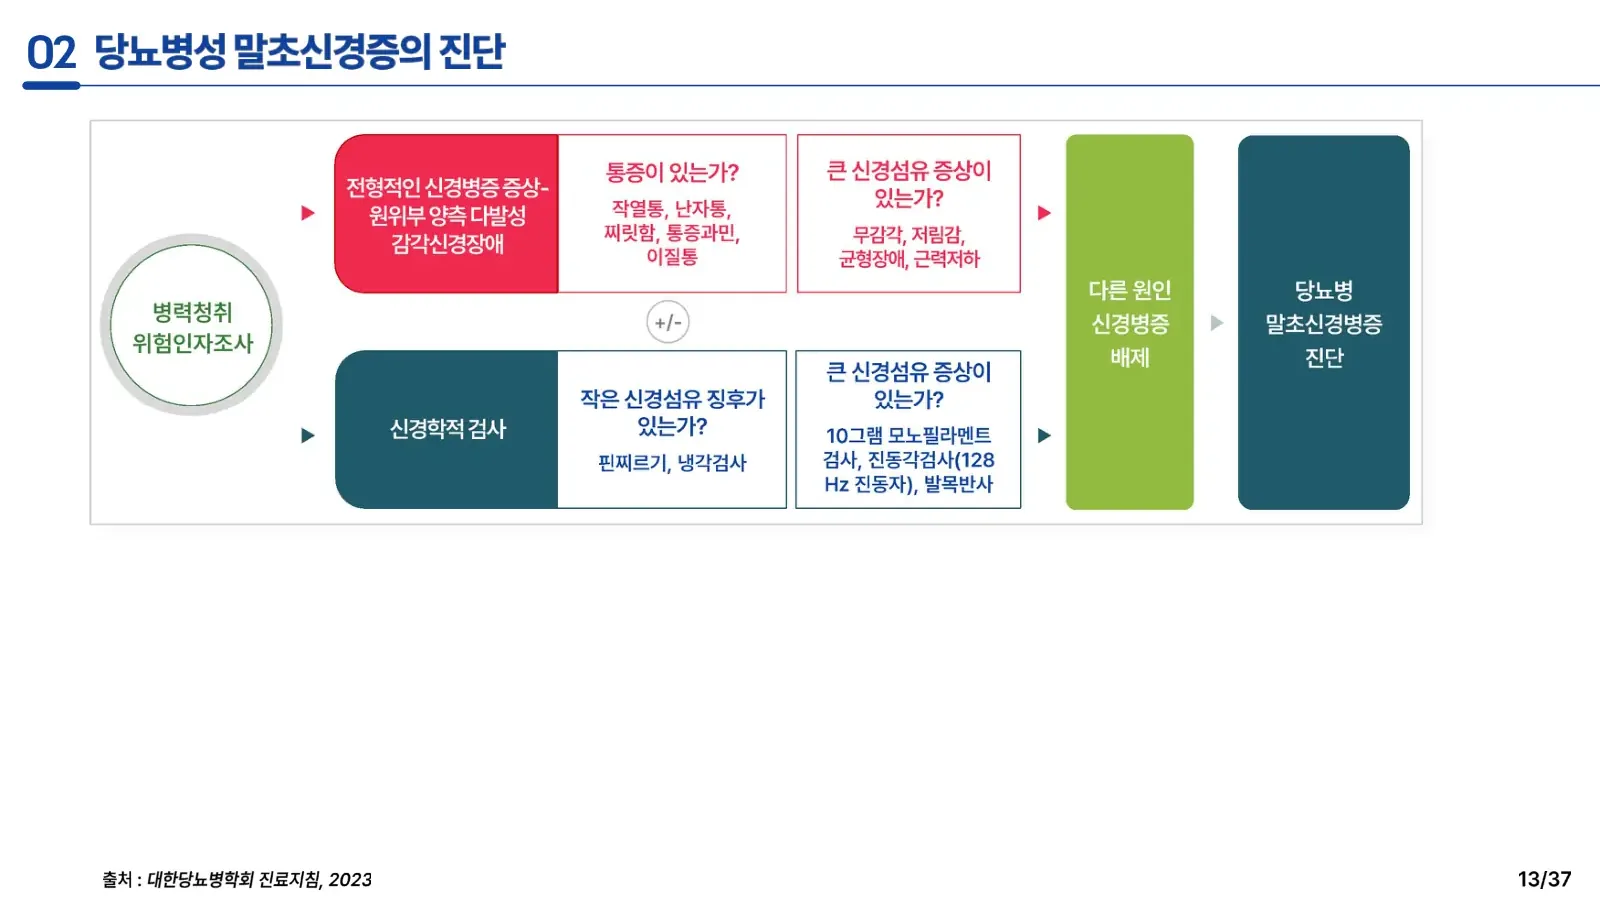 02 당뇨병성 말초신경증의 진단
병력청취
위험인자조사
전형적인 신경병증 증상-
원위부 양측 다발성
감각신경장애
통증이 있는가?
작열통, 난자통,
찌릿함, 통증과민,
이질통
큰 신경섬유 증상이
있는가?
무감각, 저림감,
균형장애, 근력저하
+/-
신경학적 검사
작은 신경섬유 징후가
있는가?
핀찌르기, 냉각검사
큰 신경섬유 증상이
있는가?
10그램 모노필라멘트
검사, 진동각검사(128
Hz 진동자), 발목반사
다른 원인
신경병증
배제
당뇨병
말초신경병증
진단
출처 : 대한당뇨병학회 진료지침, 2023
13/37